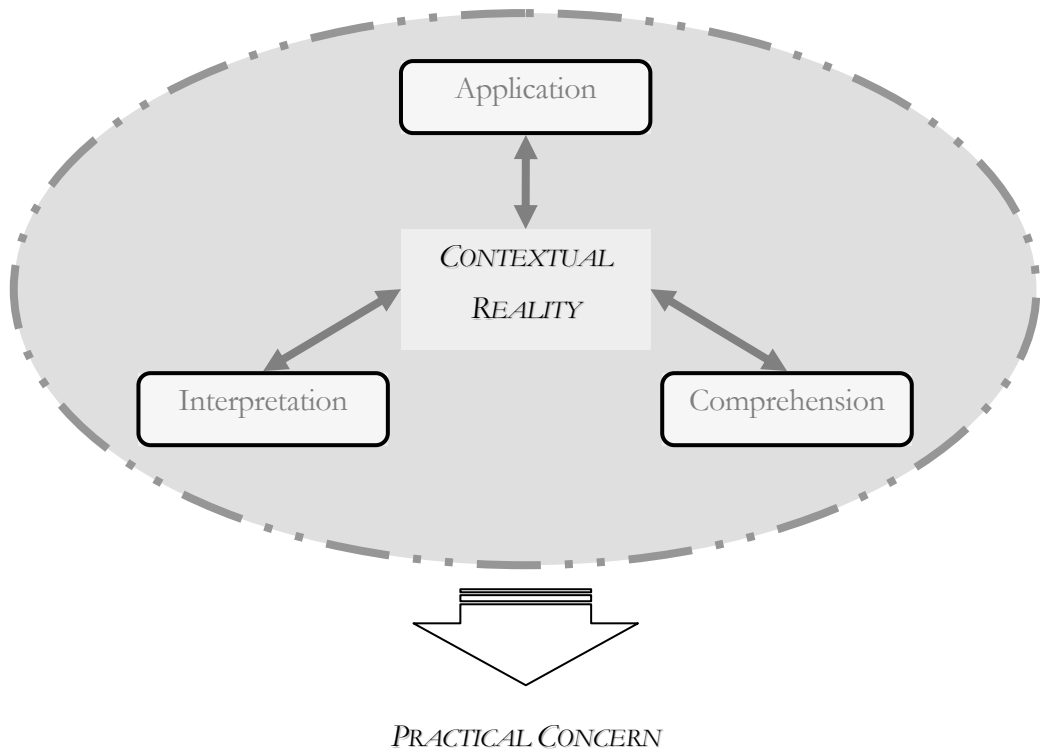 Application
CONTEXTUAL
REALITY
Interpretation
Comprehension
PRACTICAL CONCERN